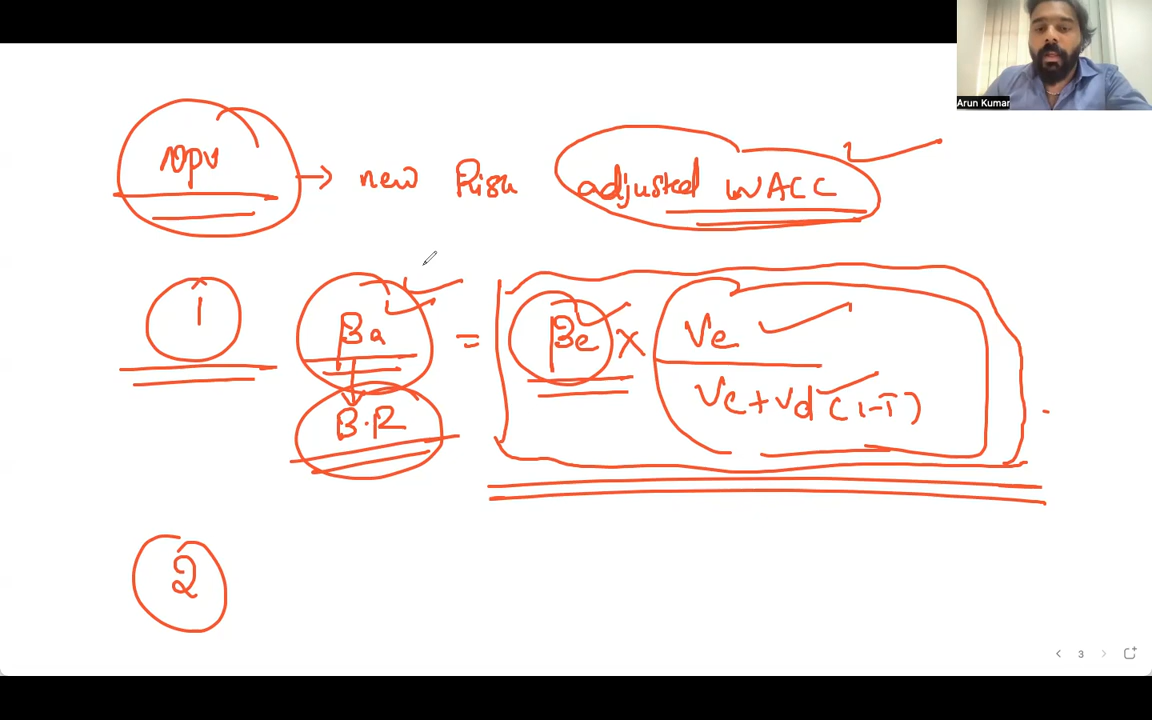 Arun Kumar
NPV → new Risk adjusted WACC
1 βa = βe × Ve
Ve + Vd (1-T)
B.R
2
3